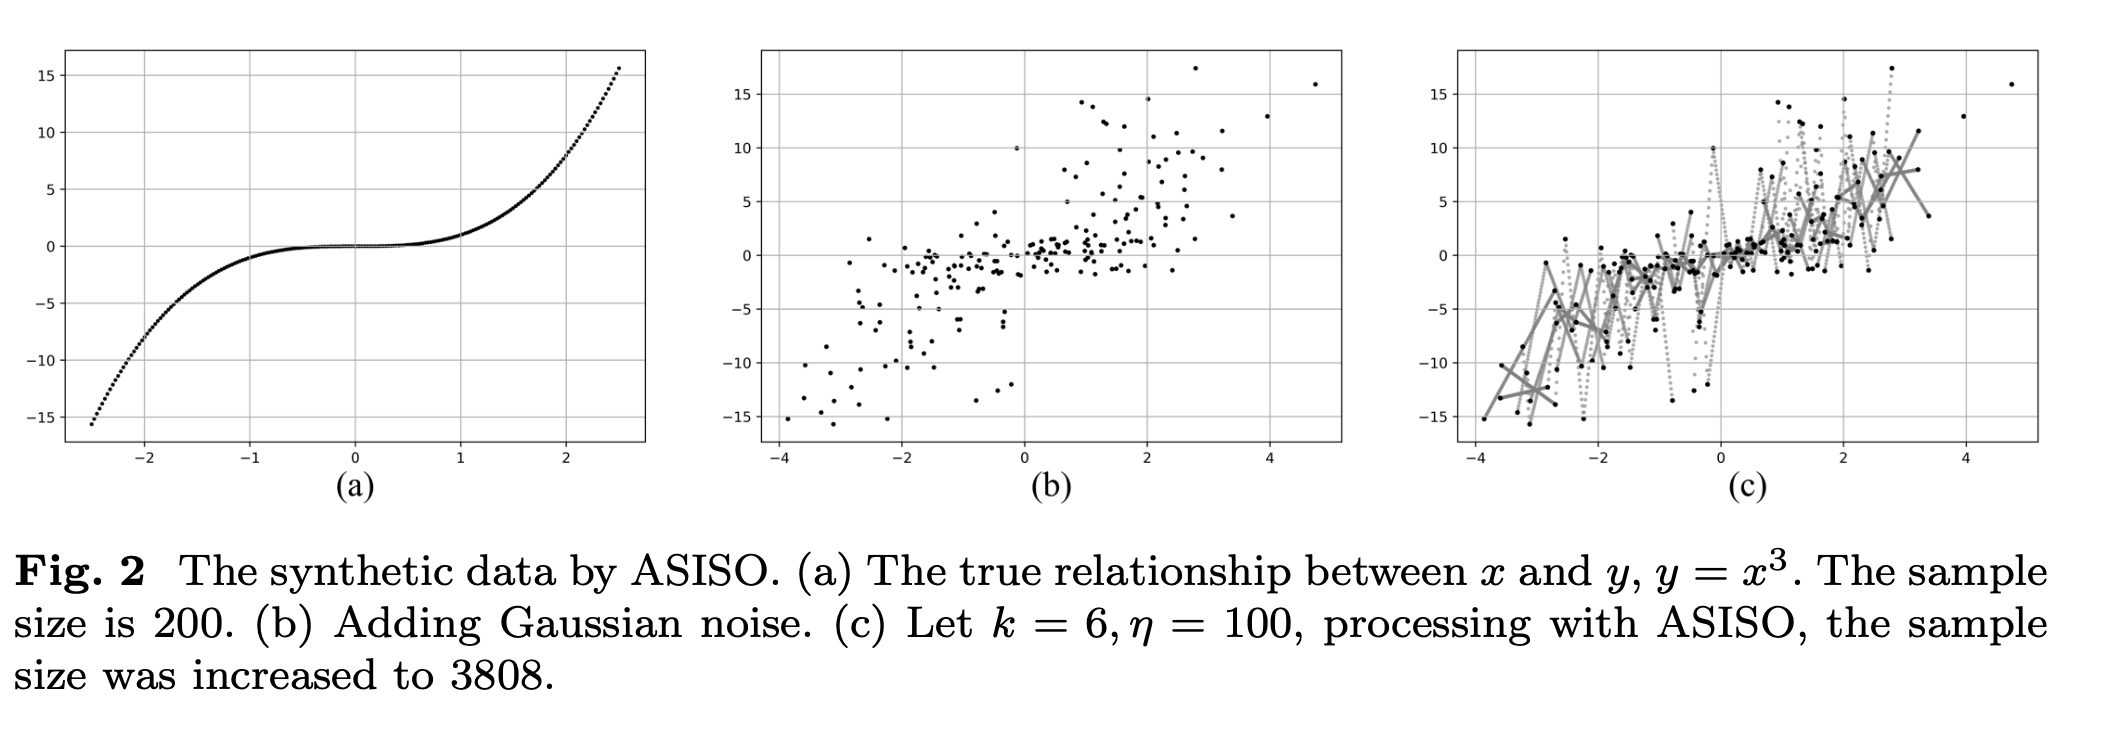 15
10
5
0
−5
−10
−15
−2 −1 0 1 2
(a)
15
10
5
0
−5
−10
−15
−4 −2 0 2 4
(b)
15
10
5
0
−5
−10
−15
−4 −2 0 2 4
(c)
Fig. 2 The synthetic data by ASISO. (a) The true relationship between x and y, y = x³. The sample
size is 200. (b) Adding Gaussian noise. (c) Let k = 6, η = 100, processing with ASISO, the sample
size was increased to 3808.